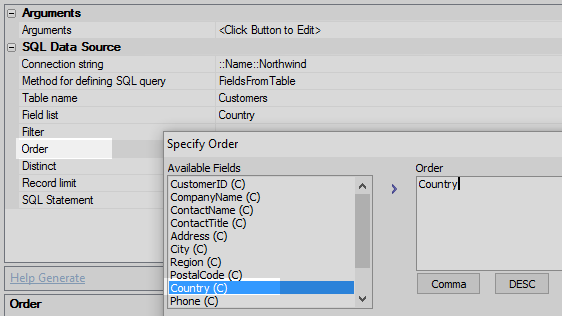 Arguments
Arguments <Click Button to Edit>
SQL Data Source
Connection string ::Name::Northwind
Method for defining SQL query FieldsFromTable
Table name Customers
Field list Country
Filter
Order
Distinct
Record limit
SQL Statement
Help Generate
Order
Specify Order
Available Fields
CustomerID (C)
CompanyName (C)
ContactName (C)
ContactTitle (C)
Address (C)
City (C)
Region (C)
PostalCode (C)
Country (C)
Phone (C)
Order
Country
Comma DESC